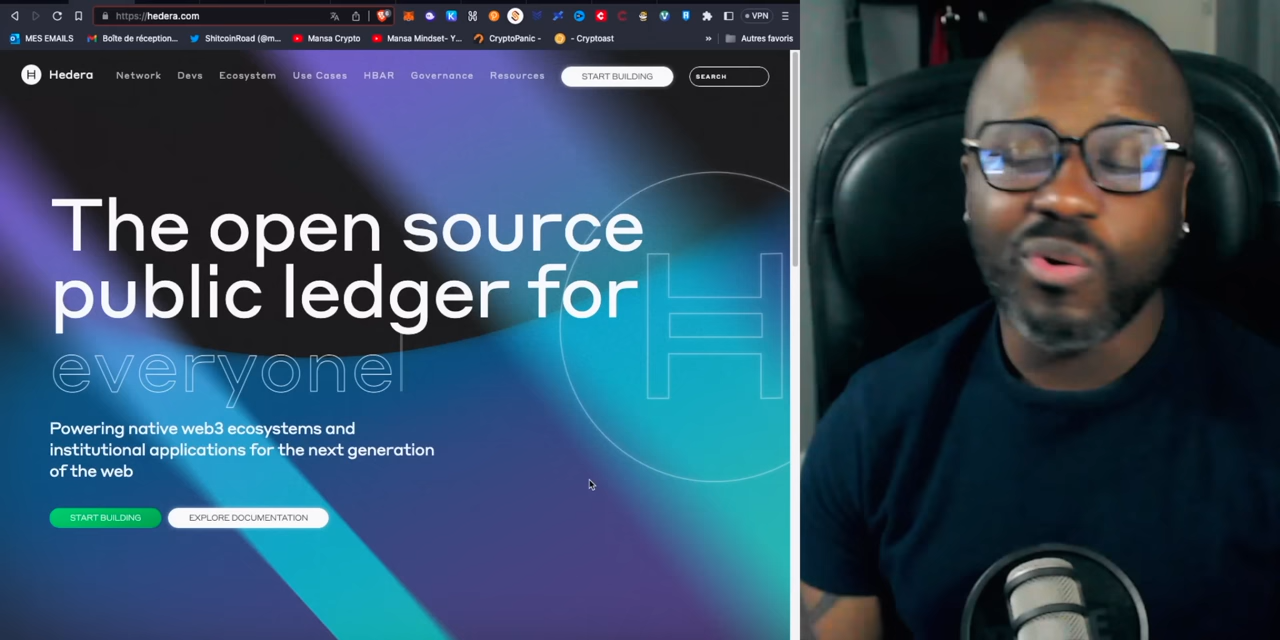 https://hedera.com
VPN
MES EMAILS
Boîte de réception...
ShitcoinRoad (@m...
Mansa Crypto
Mansa Mindset- Y...
CryptoPanic -
- Cryptoast
»
Autres favoris
Hedera
Network
Devs
Ecosystem
Use Cases
HBAR
Governance
Resources
START BUILDING
SEARCH
The open source
public ledger for
everyone
Powering native web3 ecosystems and
institutional applications for the next generation
of the web
START BUILDING
EXPLORE DOCUMENTATION